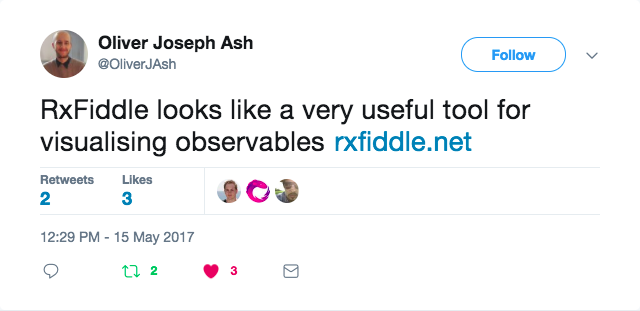 Oliver Joseph Ash
@OliverJAsh
Follow
RxFiddle looks like a very useful tool for
visualising observables rxfiddle.net
Retweets Likes
2 3
12:29 PM - 15 May 2017
2 3